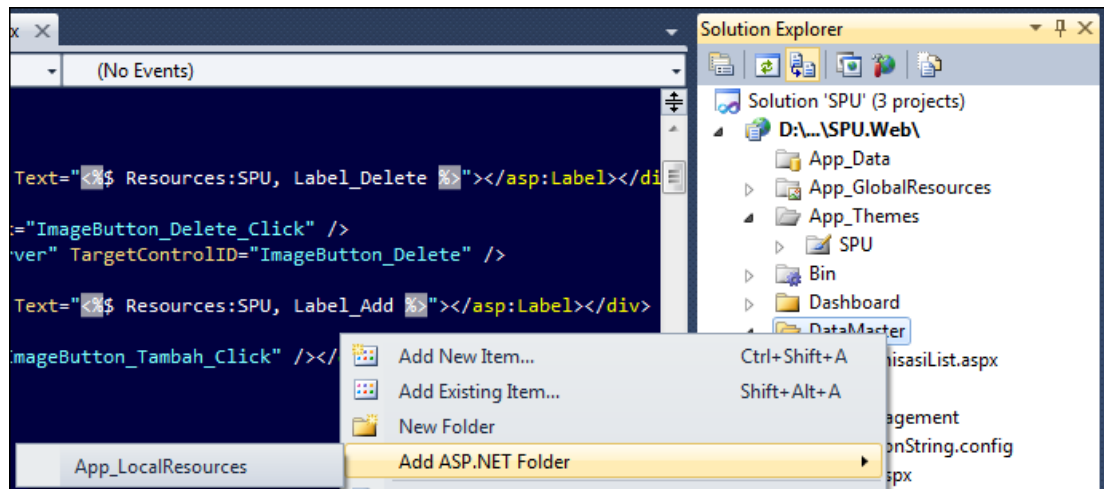 x
Solution Explorer
(No Events)
Solution 'SPU' (3 projects)
D:\...\SPU.Web\
App_Data
App_GlobalResources
App_Themes
SPU
Bin
Dashboard
DataMaster
Text="<%$ Resources:SPU, Label_Delete %>"></asp:Label></di
="ImageButton_Delete_Click" />
ver" TargetControlID="ImageButton_Delete" />
Text="<%$ Resources:SPU, Label_Add %>"></asp:Label></div>
mageButton_Tambah_Click" /></
Add New Item... Ctrl+Shift+A
Add Existing Item... Shift+Alt+A
New Folder
Add ASP.NET Folder
App_LocalResources
nisasiList.aspx
agement
onString.config
spx